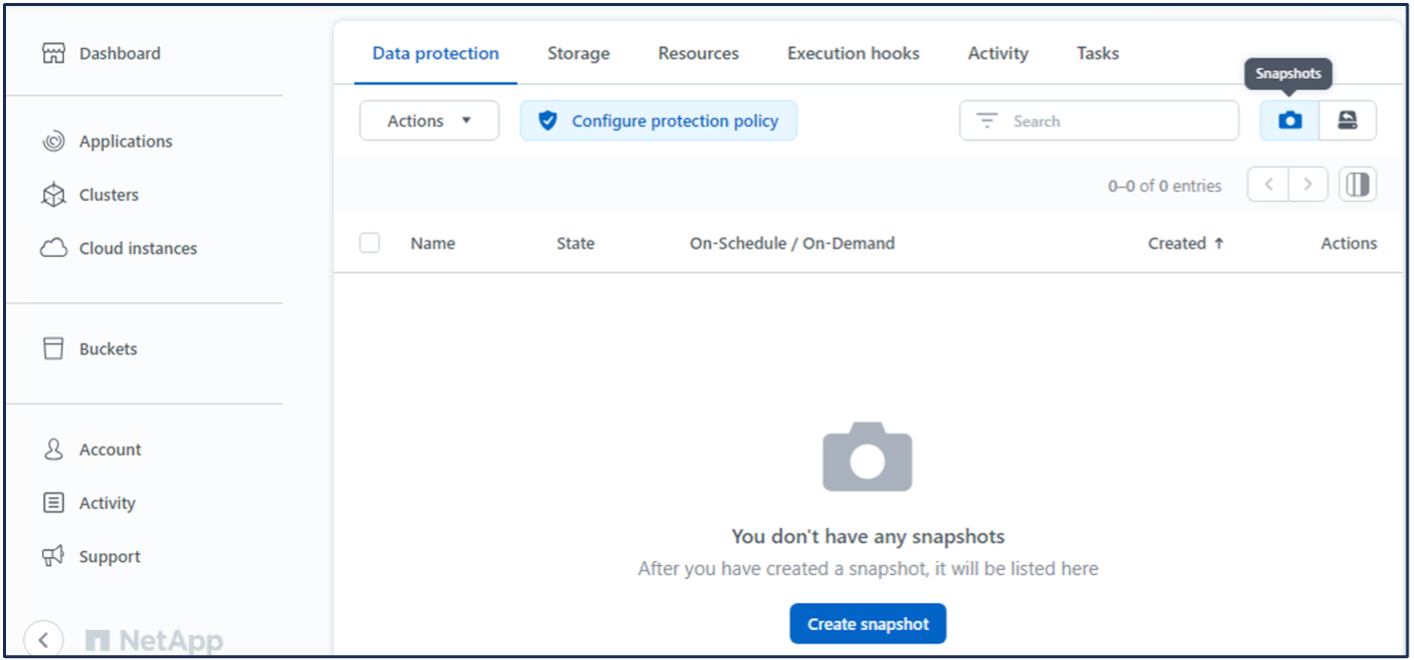 Dashboard
Applications
Clusters
Cloud instances
Buckets
Account
Activity
Support
NetApp
Data protection Storage Resources Execution hooks Activity Tasks
Snapshots
Actions Configure protection policy Search
0–0 of 0 entries
Name State On-Schedule / On-Demand Created ↑ Actions
You don't have any snapshots
After you have created a snapshot, it will be listed here
Create snapshot